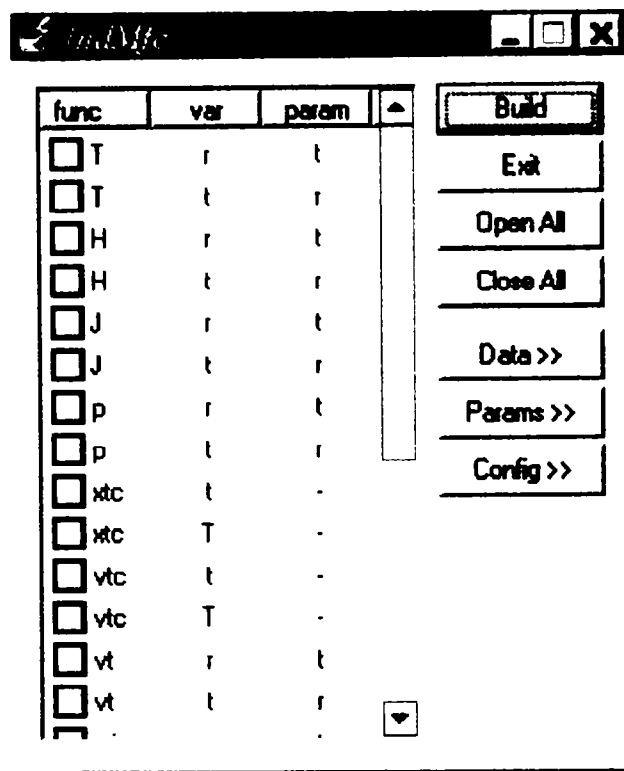 func var param
T r t
T t r
H r t
H t r
J r t
J t r
p r t
p t r
xtc t -
xtc T -
vtc t -
vtc T -
vt r t
vt t r
Build
Exit
Open All
Close All
Data >>
Params >>
Config >>